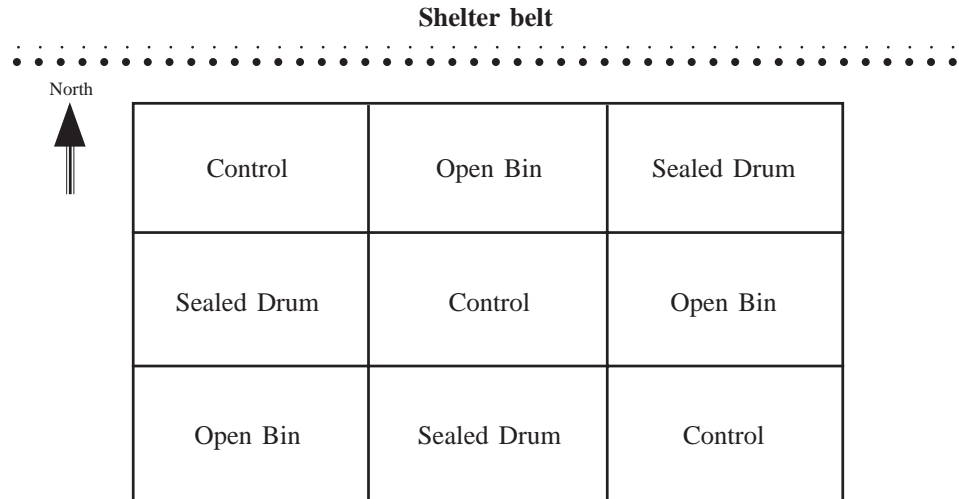 Shelter belt
North
Control Open Bin Sealed Drum
Sealed Drum Control Open Bin
Open Bin Sealed Drum Control